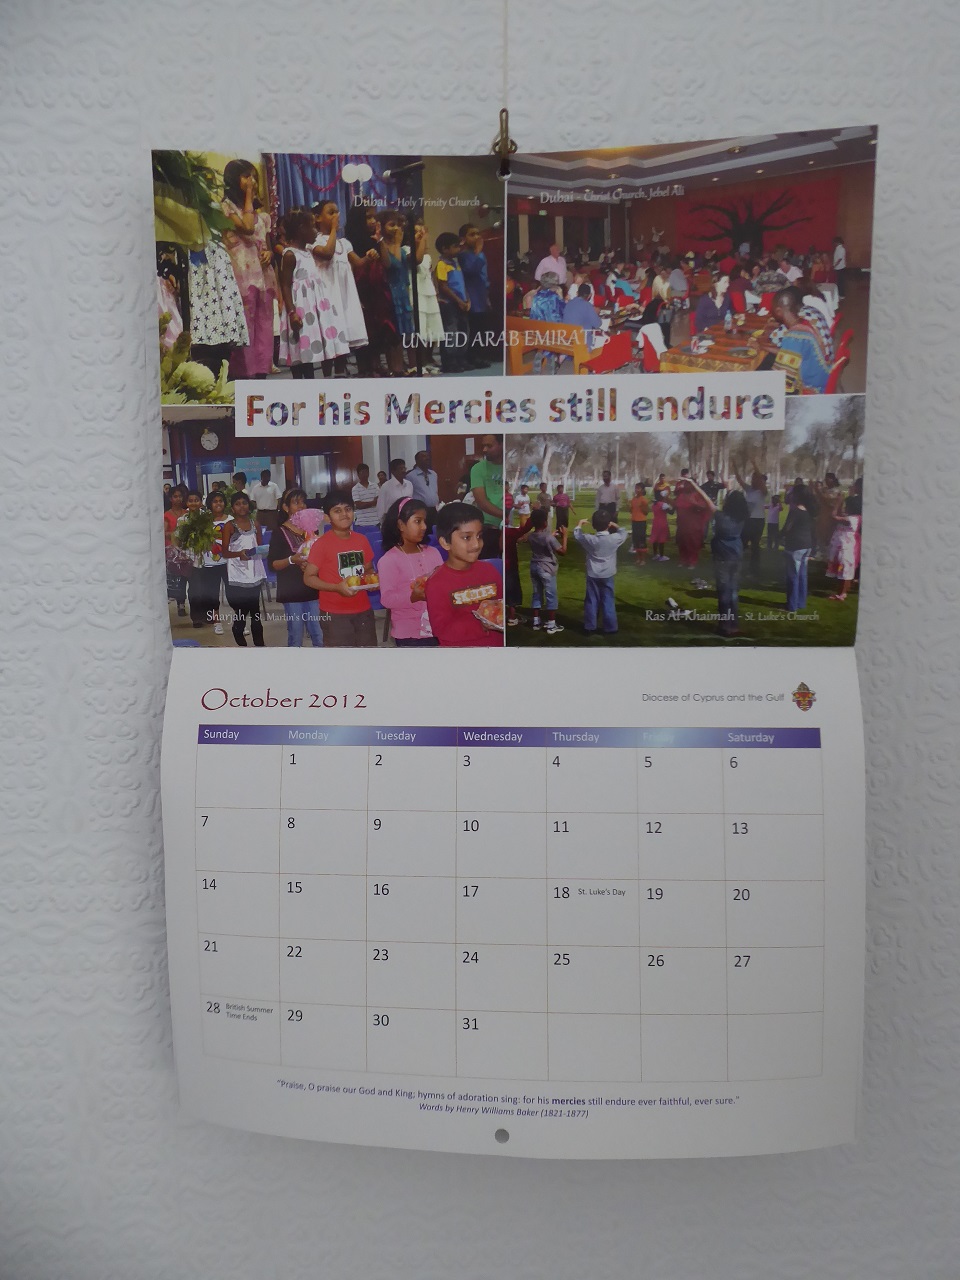 Dubai - Holy Trinity Church
Dubai - Christ Church, Jebel Ali
UNITED ARAB EMIRATES
For his Mercies still endure
BEN
Sharjah - St. Martin's Church
Ras Al-Khaimah - St. Luke's Church
October 2012
Diocese of Cyprus and the Gulf
Sunday Monday Tuesday Wednesday Thursday Friday Saturday
1 2 3 4 5 6
7 8 9 10 11 12 13
14 15 16 17 18 St. Luke's Day 19 20
21 22 23 24 25 26 27
28 British Summer
Time Ends
29 30 31
"Praise, O praise our God and King; hymns of adoration sing: for his mercies still endure ever faithful, ever sure."
Words by Henry Williams Baker (1821-1877)